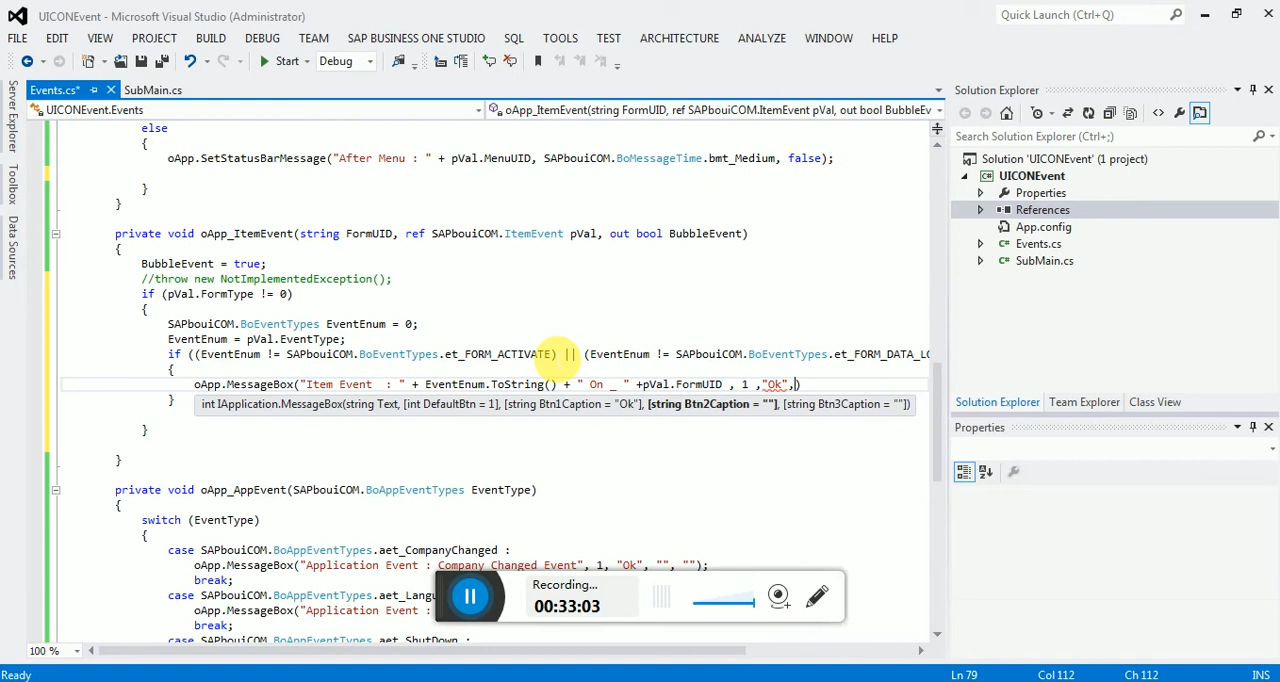 UICONEvent - Microsoft Visual Studio (Administrator)
Quick Launch (Ctrl+Q)
FILE EDIT VIEW PROJECT BUILD DEBUG TEAM SAP BUSINESS ONE STUDIO SQL TOOLS TEST ARCHITECTURE ANALYZE WINDOW HELP
Start Debug
Events.cs* SubMain.cs
UICONEvent.Events
oApp_ItemEvent(string FormUID, ref SAPbouiCOM.ItemEvent pVal, out bool BubbleEv
Server Explorer
Toolbox
Data Sources
else
{
oApp.SetStatusBarMessage("After Menu : " + pVal.MenuUID, SAPbouiCOM.BoMessageTime.bmt_Medium, false);
}
}
private void oApp_ItemEvent(string FormUID, ref SAPbouiCOM.ItemEvent pVal, out bool BubbleEvent)
{
BubbleEvent = true;
//throw new NotImplementedException();
if (pVal.FormType != 0)
{
SAPbouiCOM.BoEventTypes EventEnum = 0;
EventEnum = pVal.EventType;
if ((EventEnum != SAPbouiCOM.BoEventTypes.et_FORM_ACTIVATE) || (EventEnum != SAPbouiCOM.BoEventTypes.et_FORM_DATA_LO
{
oApp.MessageBox("Item Event : " + EventEnum.ToString() + " On _ " +pVal.FormUID , 1 ,"Ok",)
}
int IApplication.MessageBox(string Text, [int DefaultBtn = 1], [string Btn1Caption = "Ok"], [string Btn2Caption = ""], [string Btn3Caption = ""])
}
}
private void oApp_AppEvent(SAPbouiCOM.BoAppEventTypes EventType)
{
switch (EventType)
{
case SAPbouiCOM.BoAppEventTypes.aet_CompanyChanged :
oApp.MessageBox("Application Event : Company Changed Event", 1, "Ok", "", "");
break;
case SAPbouiCOM.BoAppEventTypes.aet_Langu
oApp.MessageBox("Application Event :
break;
case SAPbouiCOM.BoAppEventTypes.aet_ShutDown :
Recording...
00:33:03
100 %
Solution Explorer
Search Solution Explorer (Ctrl+;)
Solution 'UICONEvent' (1 project)
UICONEvent
Properties
References
App.config
Events.cs
SubMain.cs
Solution Explorer Team Explorer Class View
Properties
Ready
Ln 79 Col 112 Ch 112 INS